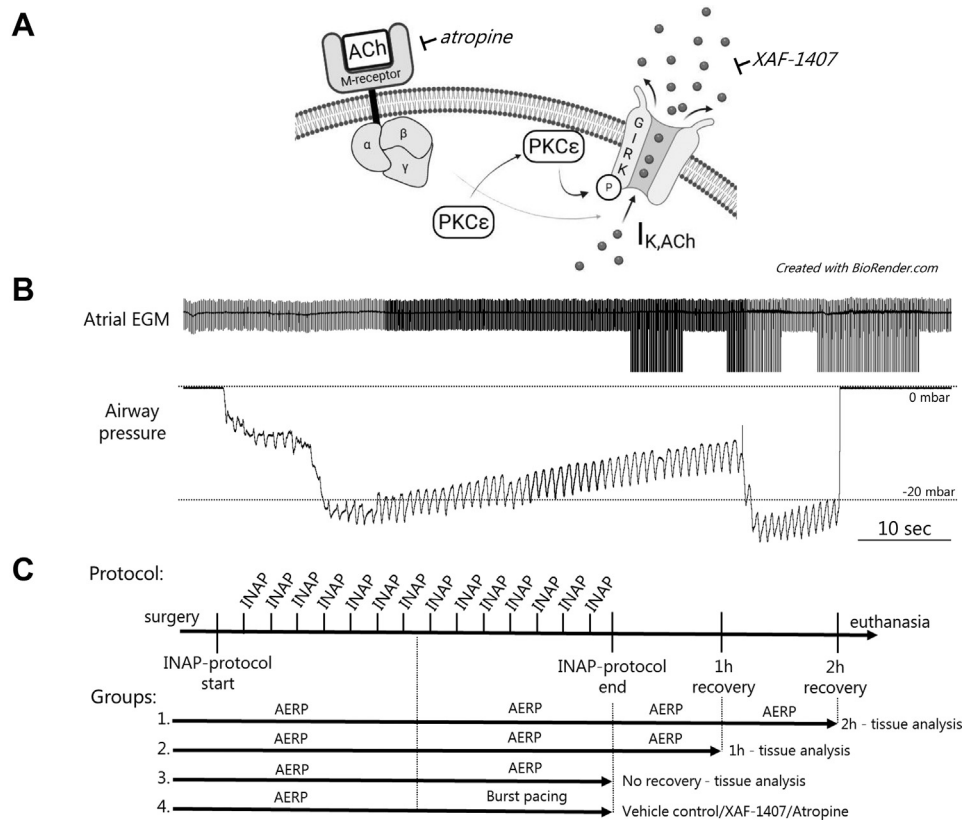 A
ACh
M-receptor
atropine
XAF-1407
α
β
γ
PKCε
PKCε
GIRK
P
I K,ACh
Created with BioRender.com
B
Atrial EGM
Airway
pressure
0 mbar
-20 mbar
10 sec
C
Protocol:
INAP INAP INAP INAP INAP INAP INAP INAP INAP INAP INAP INAP INAP INAP
surgery
euthanasia
INAP-protocol
start
INAP-protocol
end
1h
recovery
2h
recovery
Groups:
1. AERP AERP AERP AERP 2h - tissue analysis
2. AERP AERP AERP 1h - tissue analysis
3. AERP AERP No recovery - tissue analysis
4. AERP Burst pacing Vehicle control/XAF-1407/Atropine